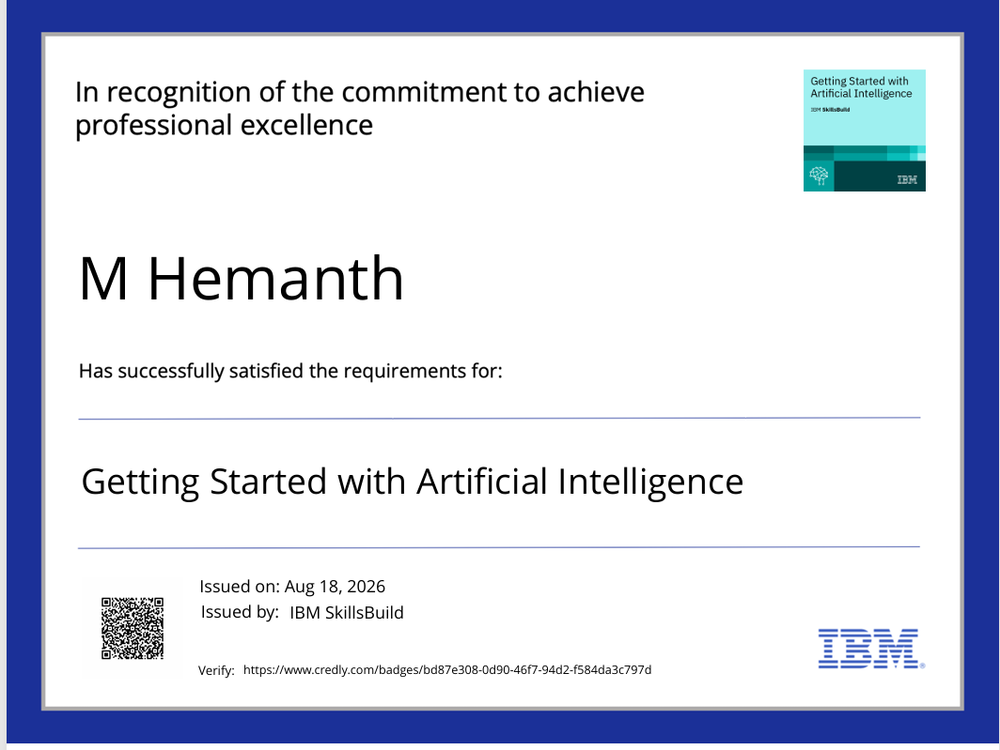 In recognition of the commitment to achieve
professional excellence
Getting Started with
Artificial Intelligence
IBM SkillsBuild
IBM
M Hemanth
Has successfully satisfied the requirements for:
Getting Started with Artificial Intelligence
Issued on: Aug 18, 2026
Issued by: IBM SkillsBuild
Verify: https://www.credly.com/badges/bd87e308-0d90-46f7-94d2-f584da3c797d
IBM®